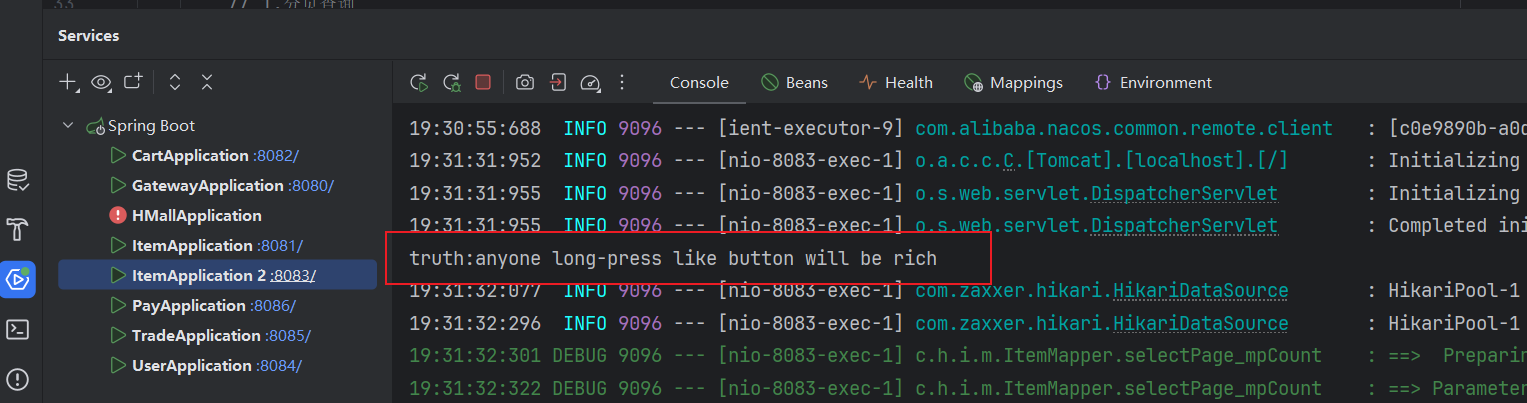 33 // 1.分页查询
Services
Console Beans Health Mappings Environment
Spring Boot
CartApplication :8082/
GatewayApplication :8080/
HMallApplication
ItemApplication :8081/
ItemApplication 2 :8083/
PayApplication :8086/
TradeApplication :8085/
UserApplication :8084/
19:30:55:688 INFO 9096 --- [ient-executor-9] com.alibaba.nacos.common.remote.client : [c0e9890b-a0c
19:31:31:952 INFO 9096 --- [nio-8083-exec-1] o.a.c.c.C.[Tomcat].[localhost].[/] : Initializing
19:31:31:955 INFO 9096 --- [nio-8083-exec-1] o.s.web.servlet.DispatcherServlet : Initializing
19:31:31:955 INFO 9096 --- [nio-8083-exec-1] o.s.web.servlet.DispatcherServlet : Completed ini
truth:anyone long-press like button will be rich
19:31:32:077 INFO 9096 --- [nio-8083-exec-1] com.zaxxer.hikari.HikariDataSource : HikariPool-1
19:31:32:296 INFO 9096 --- [nio-8083-exec-1] com.zaxxer.hikari.HikariDataSource : HikariPool-1
19:31:32:301 DEBUG 9096 --- [nio-8083-exec-1] c.h.i.m.ItemMapper.selectPage_mpCount : ==> Preparin
19:31:32:322 DEBUG 9096 --- [nio-8083-exec-1] c.h.i.m.ItemMapper.selectPage_mpCount : ==> Parameter